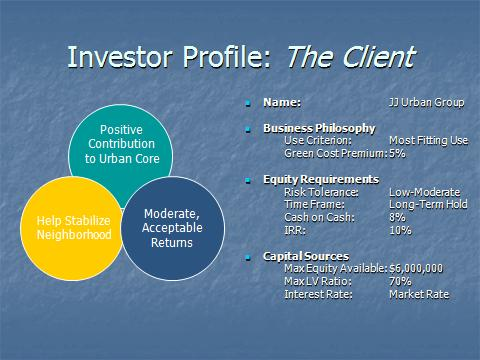 Investor Profile: The Client
Positive
Contribution
to Urban Core
Help Stabilize
Neighborhood
Moderate,
Acceptable
Returns
Name: JJ Urban Group
Business Philosophy
Use Criterion: Most Fitting Use
Green Cost Premium: 5%
Equity Requirements
Risk Tolerance: Low-Moderate
Time Frame: Long-Term Hold
Cash on Cash: 8%
IRR: 10%
Capital Sources
Max Equity Available: $6,000,000
Max LV Ratio: 70%
Interest Rate: Market Rate